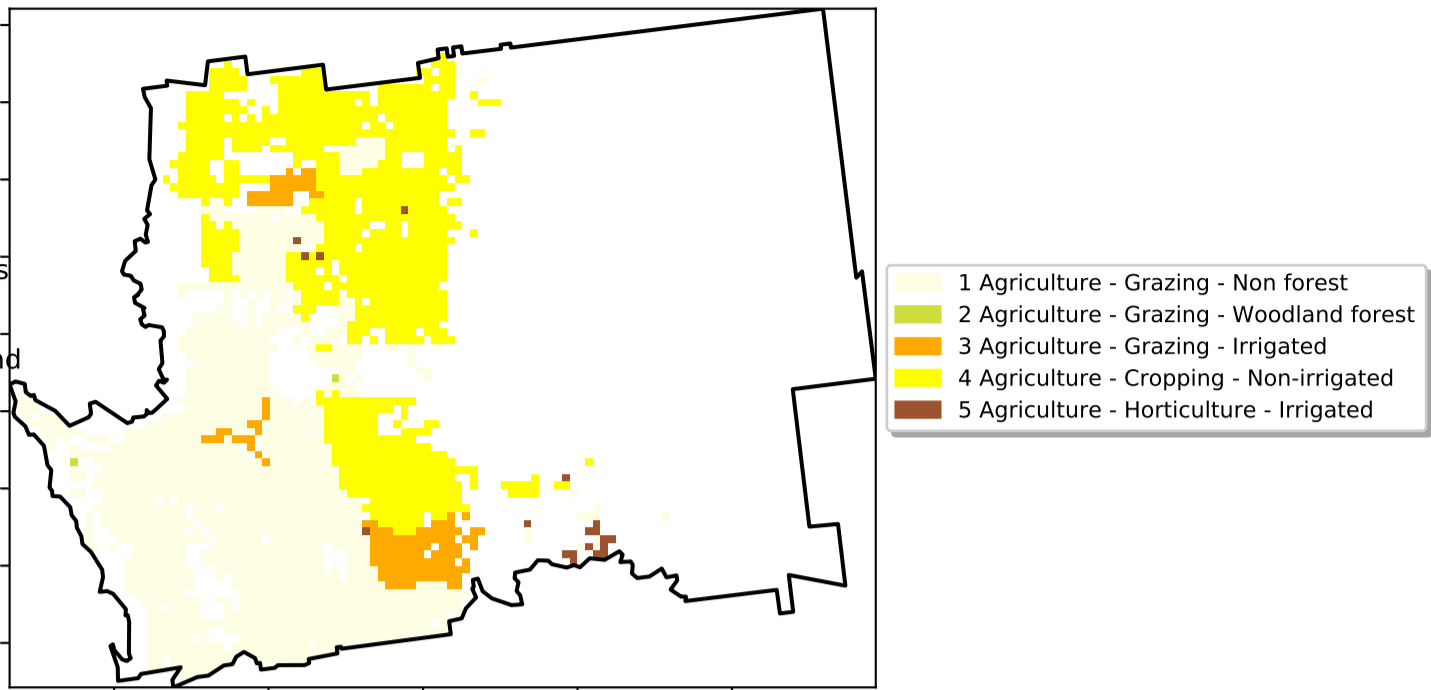 s
nd
1 Agriculture - Grazing - Non forest
2 Agriculture - Grazing - Woodland forest
3 Agriculture - Grazing - Irrigated
4 Agriculture - Cropping - Non-irrigated
5 Agriculture - Horticulture - Irrigated